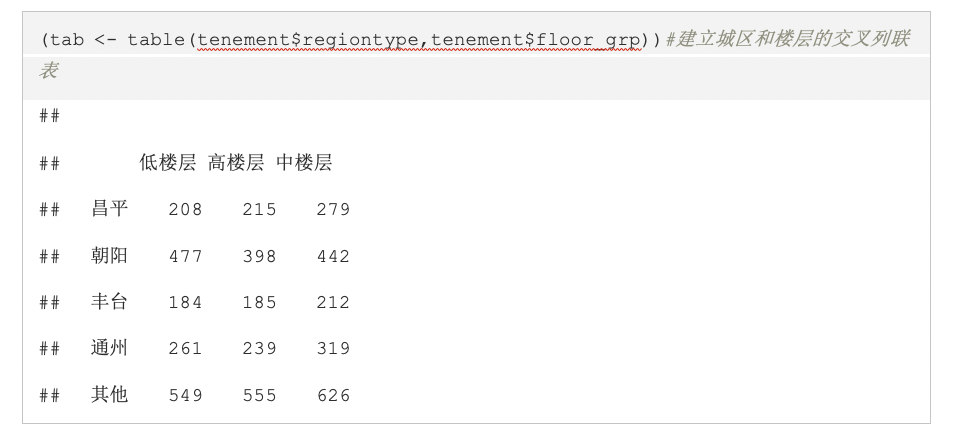 (tab <- table(tenement$regiontype,tenement$floor_grp))#建立城区和楼层的交叉列联
表
##
## 低楼层 高楼层 中楼层
## 昌平 208 215 279
## 朝阳 477 398 442
## 丰台 184 185 212
## 通州 261 239 319
## 其他 549 555 626